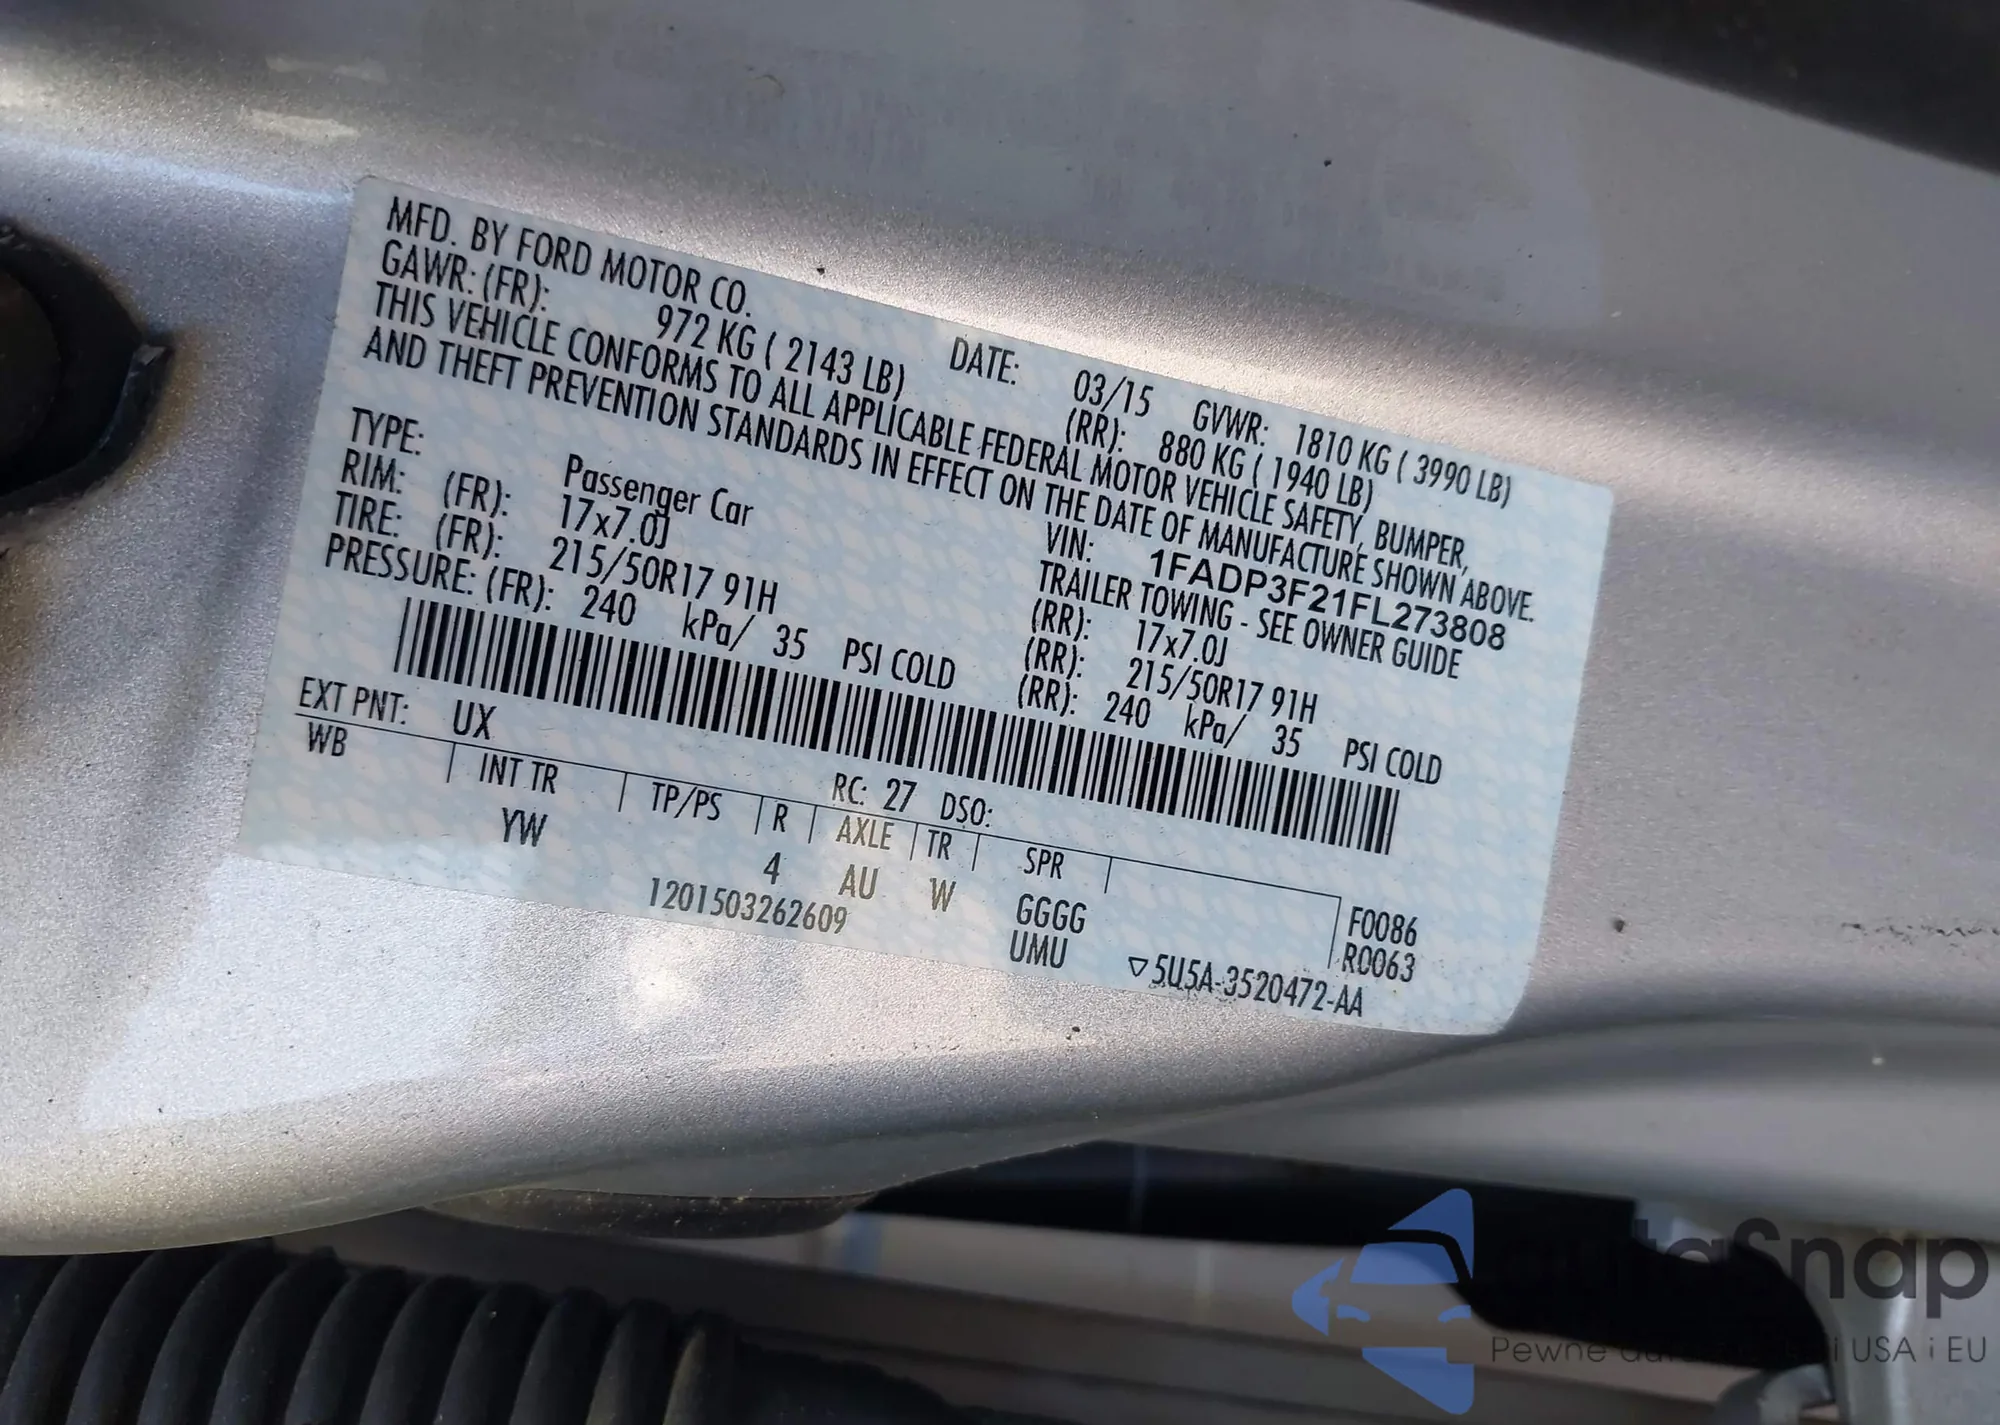 MFD. BY FORD MOTOR CO. DATE: 03/15 GVWR: 1810 KG ( 3990 LB)
GAWR: (FR): 972 KG ( 2143 LB) (RR): 880 KG ( 1940 LB)
THIS VEHICLE CONFORMS TO ALL APPLICABLE FEDERAL MOTOR VEHICLE SAFETY, BUMPER,
AND THEFT PREVENTION STANDARDS IN EFFECT ON THE DATE OF MANUFACTURE SHOWN ABOVE.
VIN: 1FADP3F21FL273808
TYPE: Passenger Car TRAILER TOWING - SEE OWNER GUIDE
RIM: (FR): 17x7.0J (RR): 17x7.0J
TIRE: (FR): 215/50R17 91H (RR): 215/50R17 91H
PRESSURE: (FR): 240 kPa/ 35 PSI COLD (RR): 240 kPa/ 35 PSI COLD
EXT PNT: UX RC: 27 DSO:
WB INT TR TP/PS R AXLE TR SPR
YW 4 AU W GGGG F0086
1201503262609 UMU R0063
▽5U5A-3520472-AA
autoSnap
Pewne i USA i EU